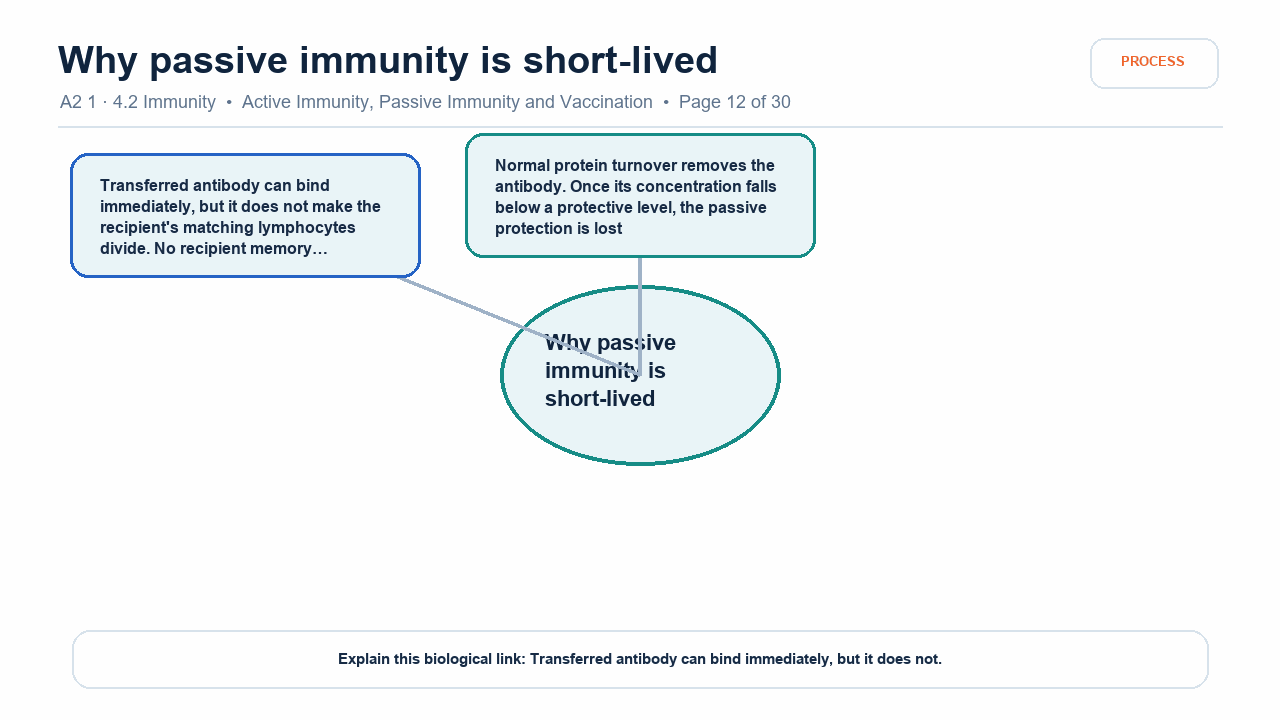 Why passive immunity is short-lived
PROCESS
A2 1 · 4.2 Immunity • Active Immunity, Passive Immunity and Vaccination • Page 12 of 30
Transferred antibody can bind
immediately, but it does not make the
recipient's matching lymphocytes
divide. No recipient memory…
Normal protein turnover removes the
antibody. Once its concentration falls
below a protective level, the passive
protection is lost
Why passive
immunity is
short-lived
Explain this biological link: Transferred antibody can bind immediately, but it does not.